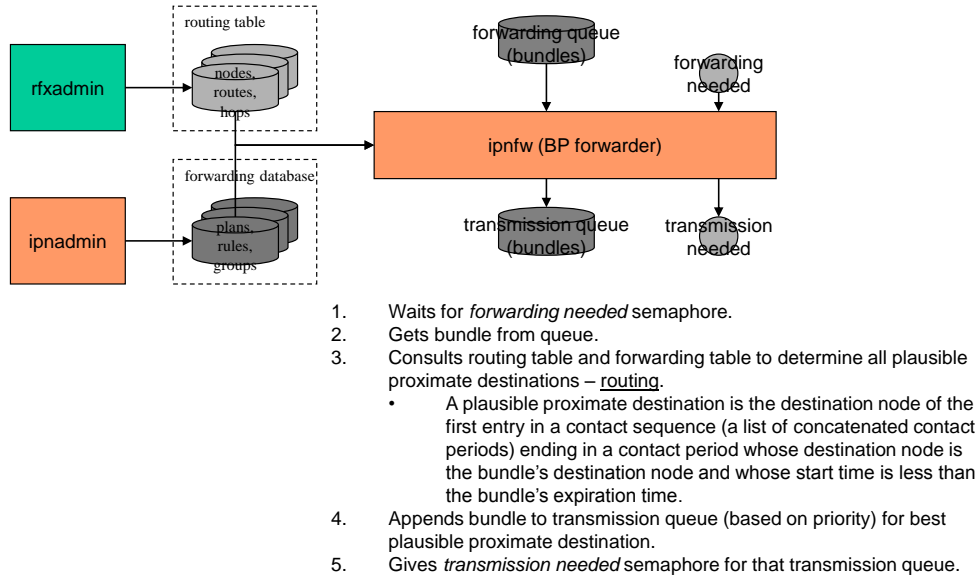 routing table
rfxadmin
nodes,
routes,
hops
forwarding database
ipnadmin
plans,
rules,
groups
forwarding queue
(bundles)
forwarding
needed
ipnfw (BP forwarder)
transmission queue
(bundles)
transmission
needed
1. Waits for forwarding needed semaphore.
2. Gets bundle from queue.
3. Consults routing table and forwarding table to determine all plausible
proximate destinations – routing.
• A plausible proximate destination is the destination node of the
first entry in a contact sequence (a list of concatenated contact
periods) ending in a contact period whose destination node is
the bundle's destination node and whose start time is less than
the bundle's expiration time.
4. Appends bundle to transmission queue (based on priority) for best
plausible proximate destination.
5. Gives transmission needed semaphore for that transmission queue.